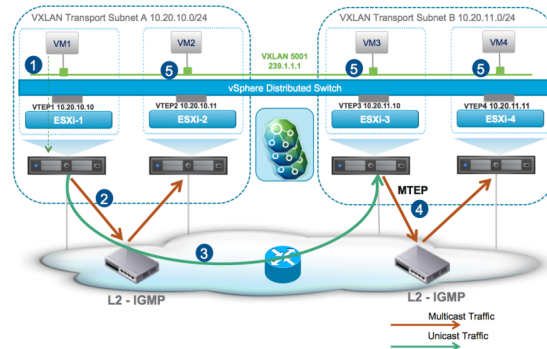 VXLAN Transport Subnet A 10.20.10.0/24
VXLAN Transport Subnet B 10.20.11.0/24
VM1
VM2
VM3
VM4
1
5
VXLAN 5001
239.1.1.1
5
5
vSphere Distributed Switch
VTEP1 10.20.10.10
VTEP2 10.20.10.11
VTEP3 10.20.11.10
VTEP4 10.20.11.11
ESXi-1
ESXi-2
ESXi-3
ESXi-4
MTEP
2
4
3
L2 - IGMP
L2 - IGMP
Multicast Traffic
Unicast Traffic